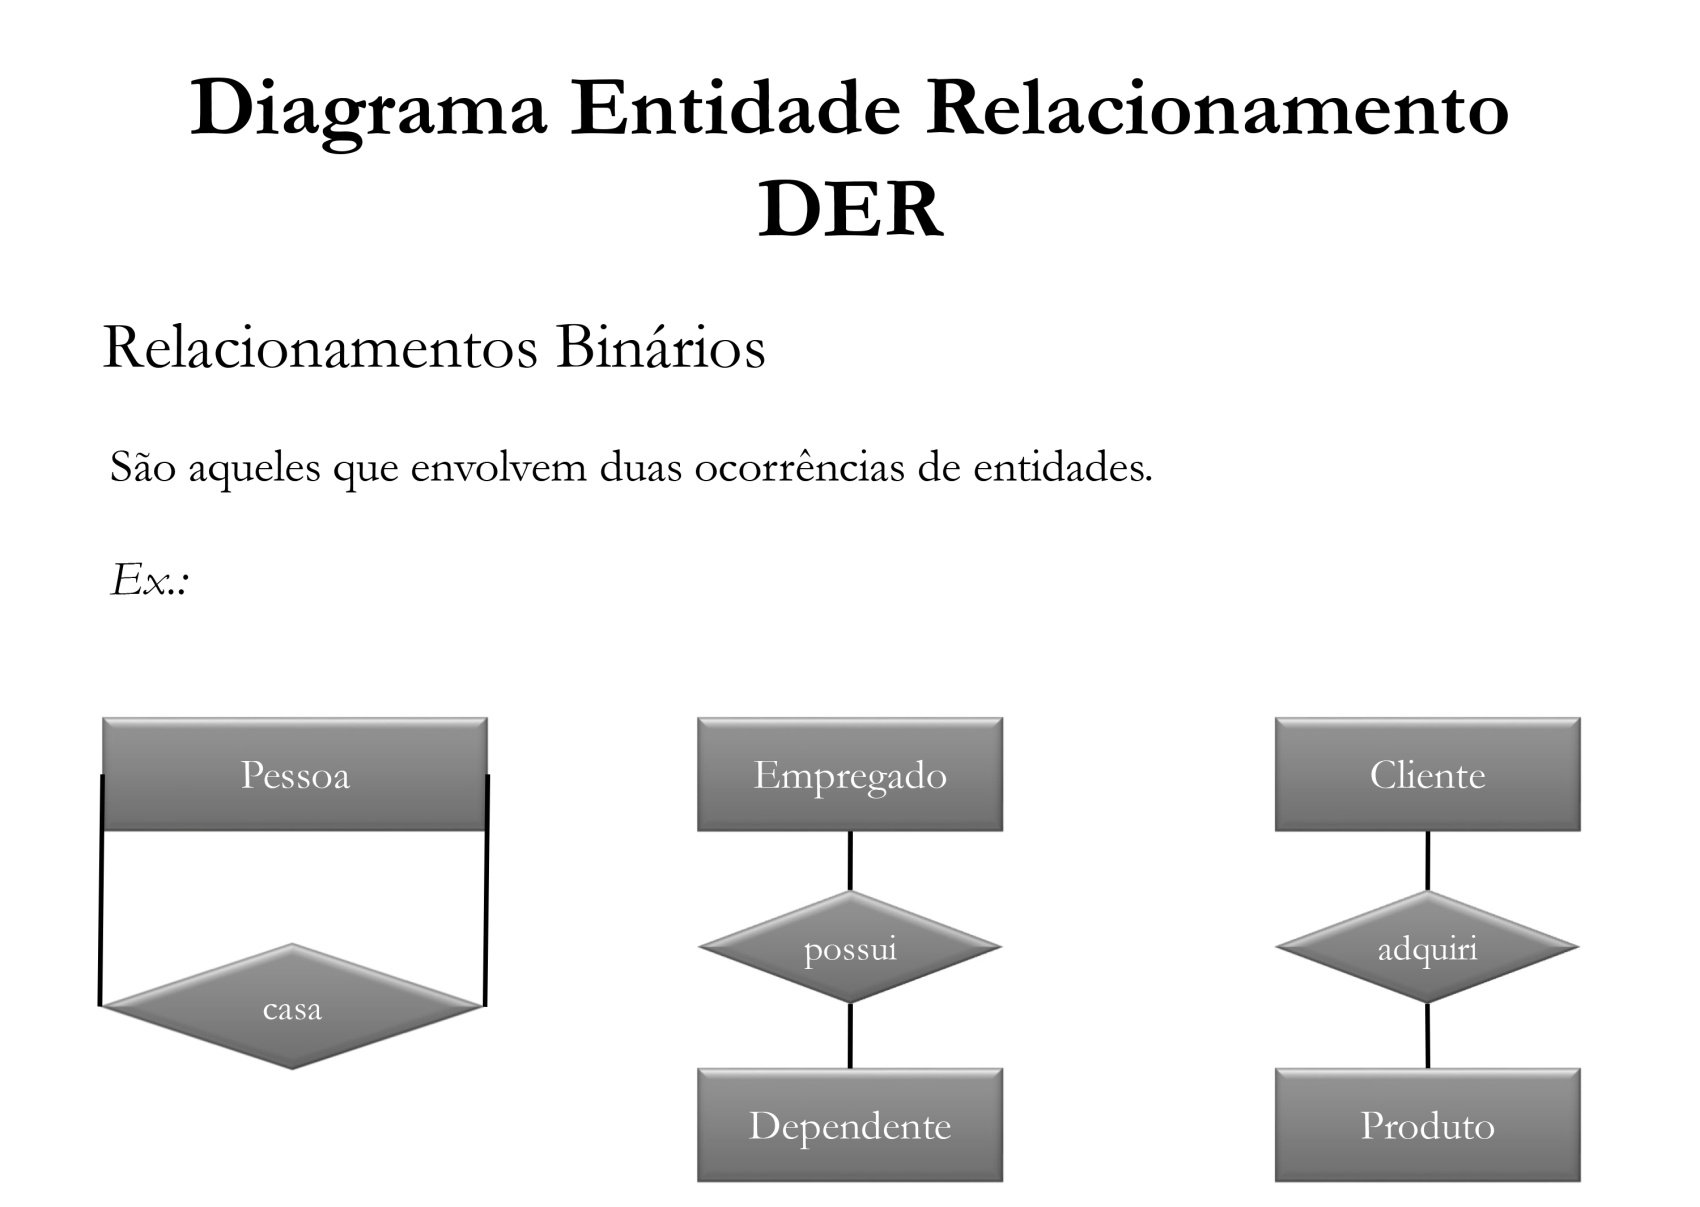 Diagrama Entidade Relacionamento
DER
Relacionamentos Binários
São aqueles que envolvem duas ocorrências de entidades.
Ex.:
Pessoa
casa
Empregado
possui
Dependente
Cliente
adquiri
Produto